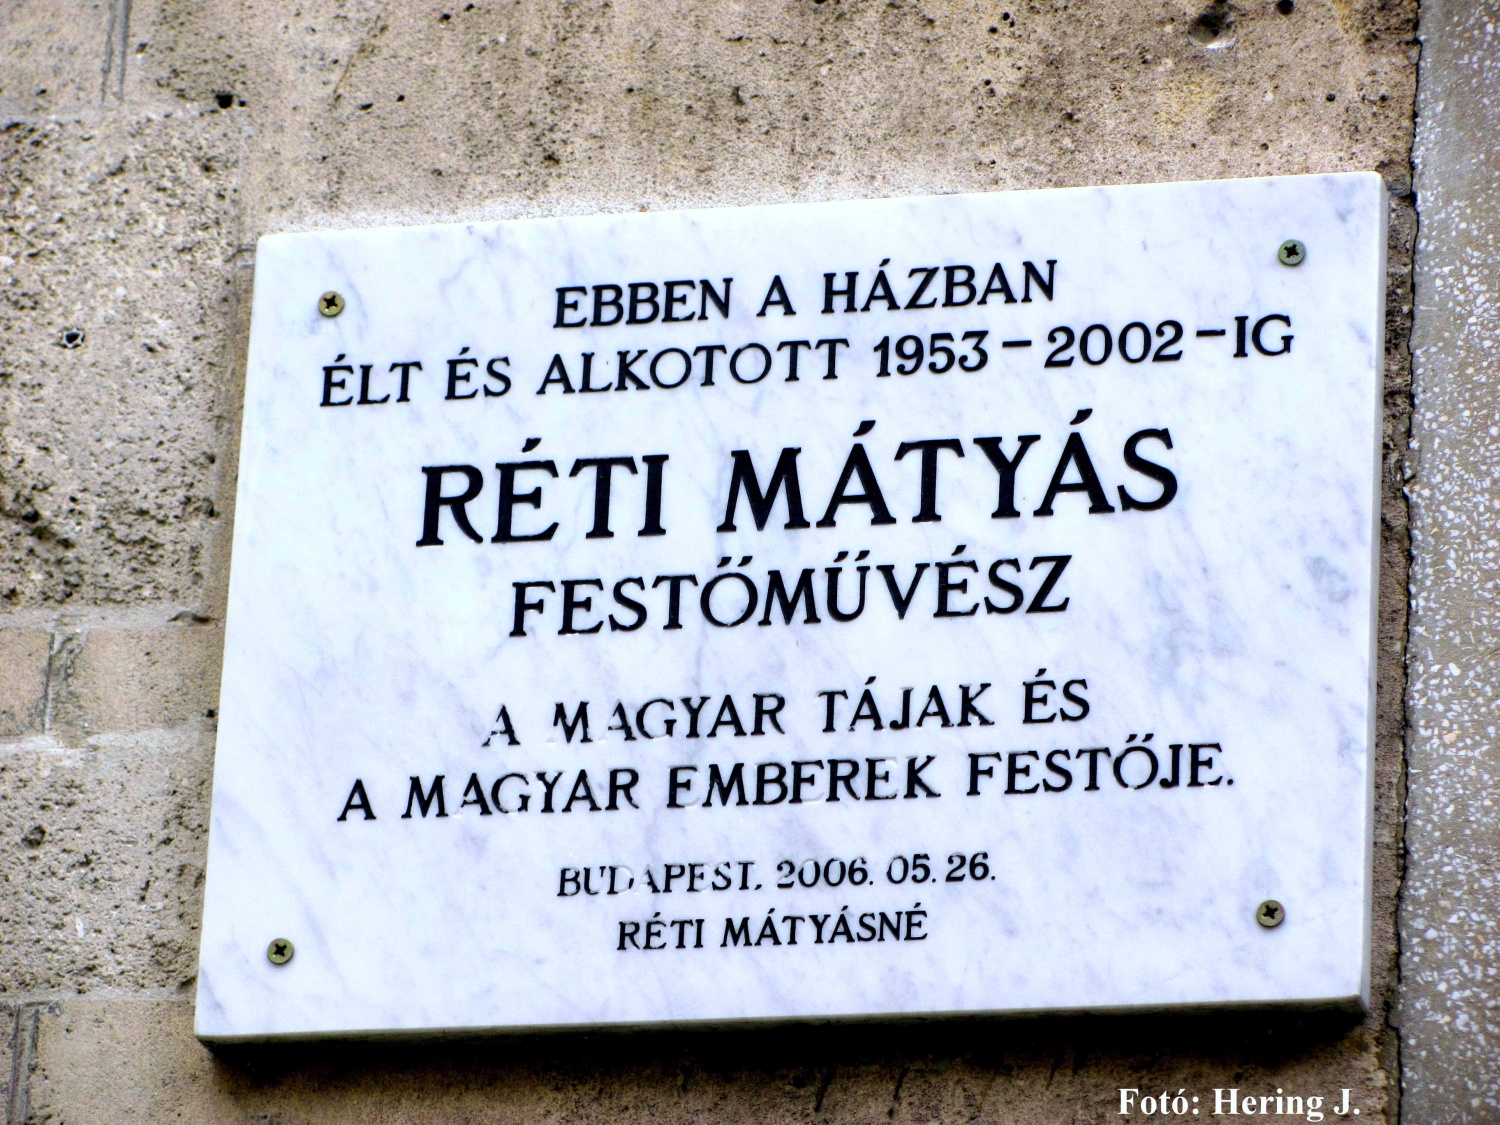 EBBEN A HÁZBAN
ÉLT ÉS ALKOTOTT 1953 – 2002 – IG
RÉTI MÁTYÁS
FESTŐMŰVÉSZ
A MAGYAR TÁJAK ÉS
A MAGYAR EMBEREK FESTŐJE.
BUDAPEST. 2006. 05. 26.
RÉTI MÁTYÁSNÉ
Fotó: Hering J.